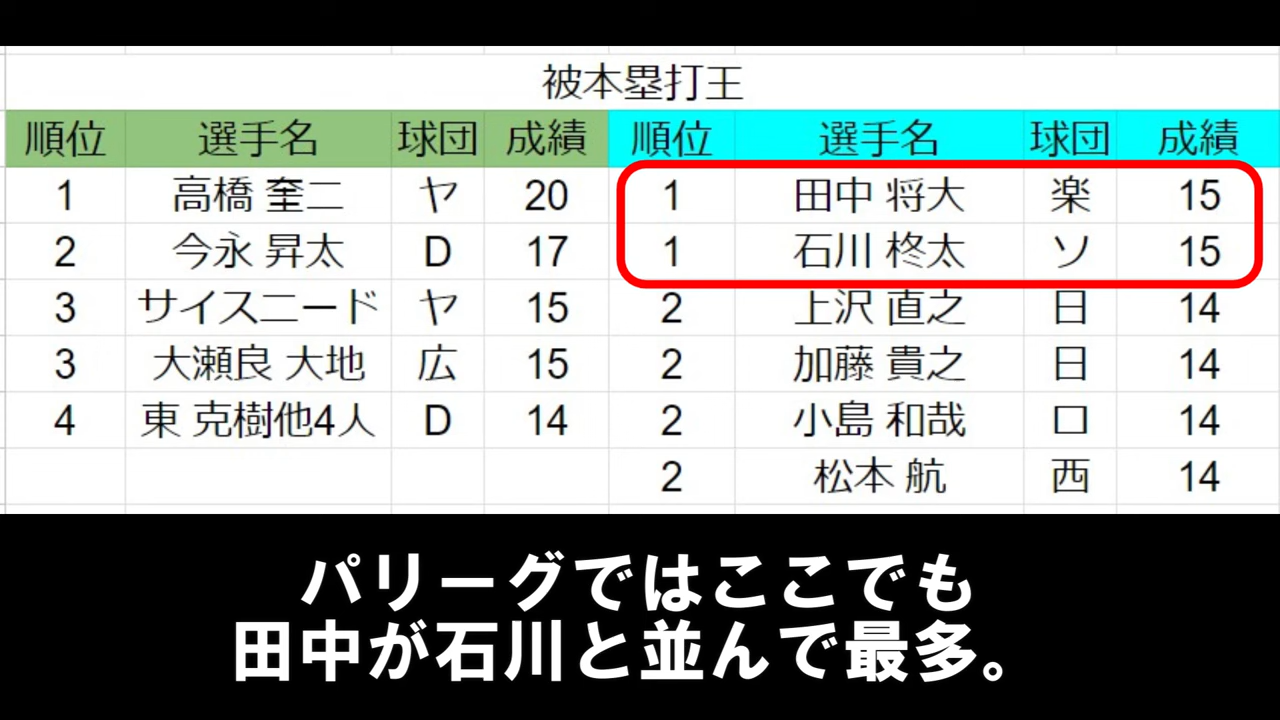 被本塁打王
順位 選手名 球団 成績 順位 選手名 球団 成績
1 高橋 奎二 ヤ 20 1 田中 将大 楽 15
2 今永 昇太 D 17 1 石川 柊太 ソ 15
3 サイスニード ヤ 15 2 上沢 直之 日 14
3 大瀬良 大地 広 15 2 加藤 貴之 日 14
4 東 克樹他4人 D 14 2 小島 和哉 ロ 14
2 松本 航 西 14
パリーグではここでも
田中が石川と並んで最多。